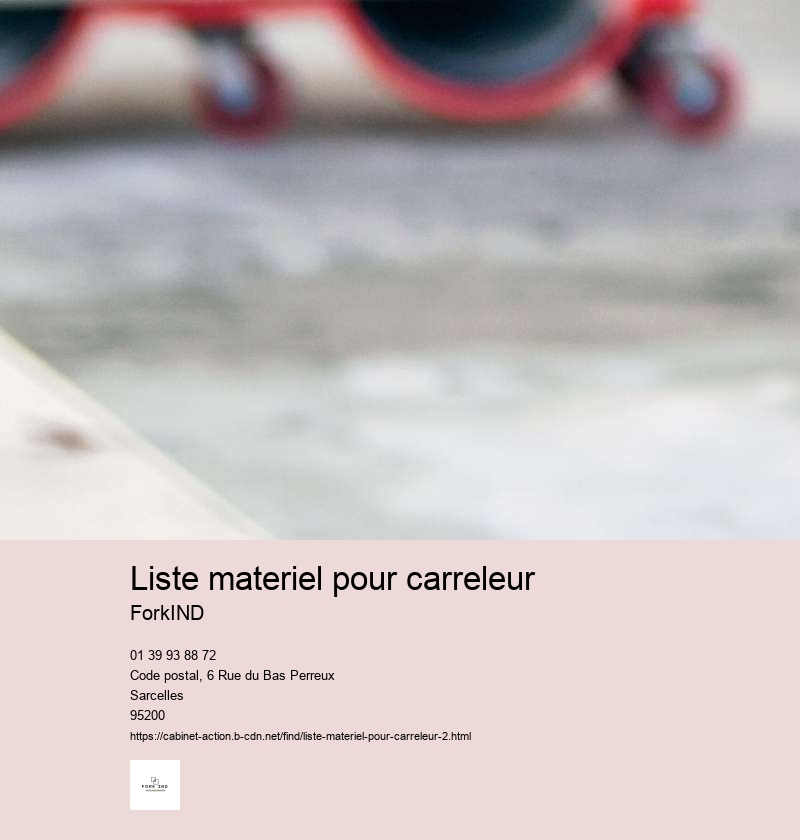 Liste materiel pour carreleur
ForkIND
01 39 93 88 72
Code postal, 6 Rue du Bas Perreux
Sarcelles
95200
https://cabinet-action.b-cdn.net/find/liste-materiel-pour-carreleur-2.html
FORK IND